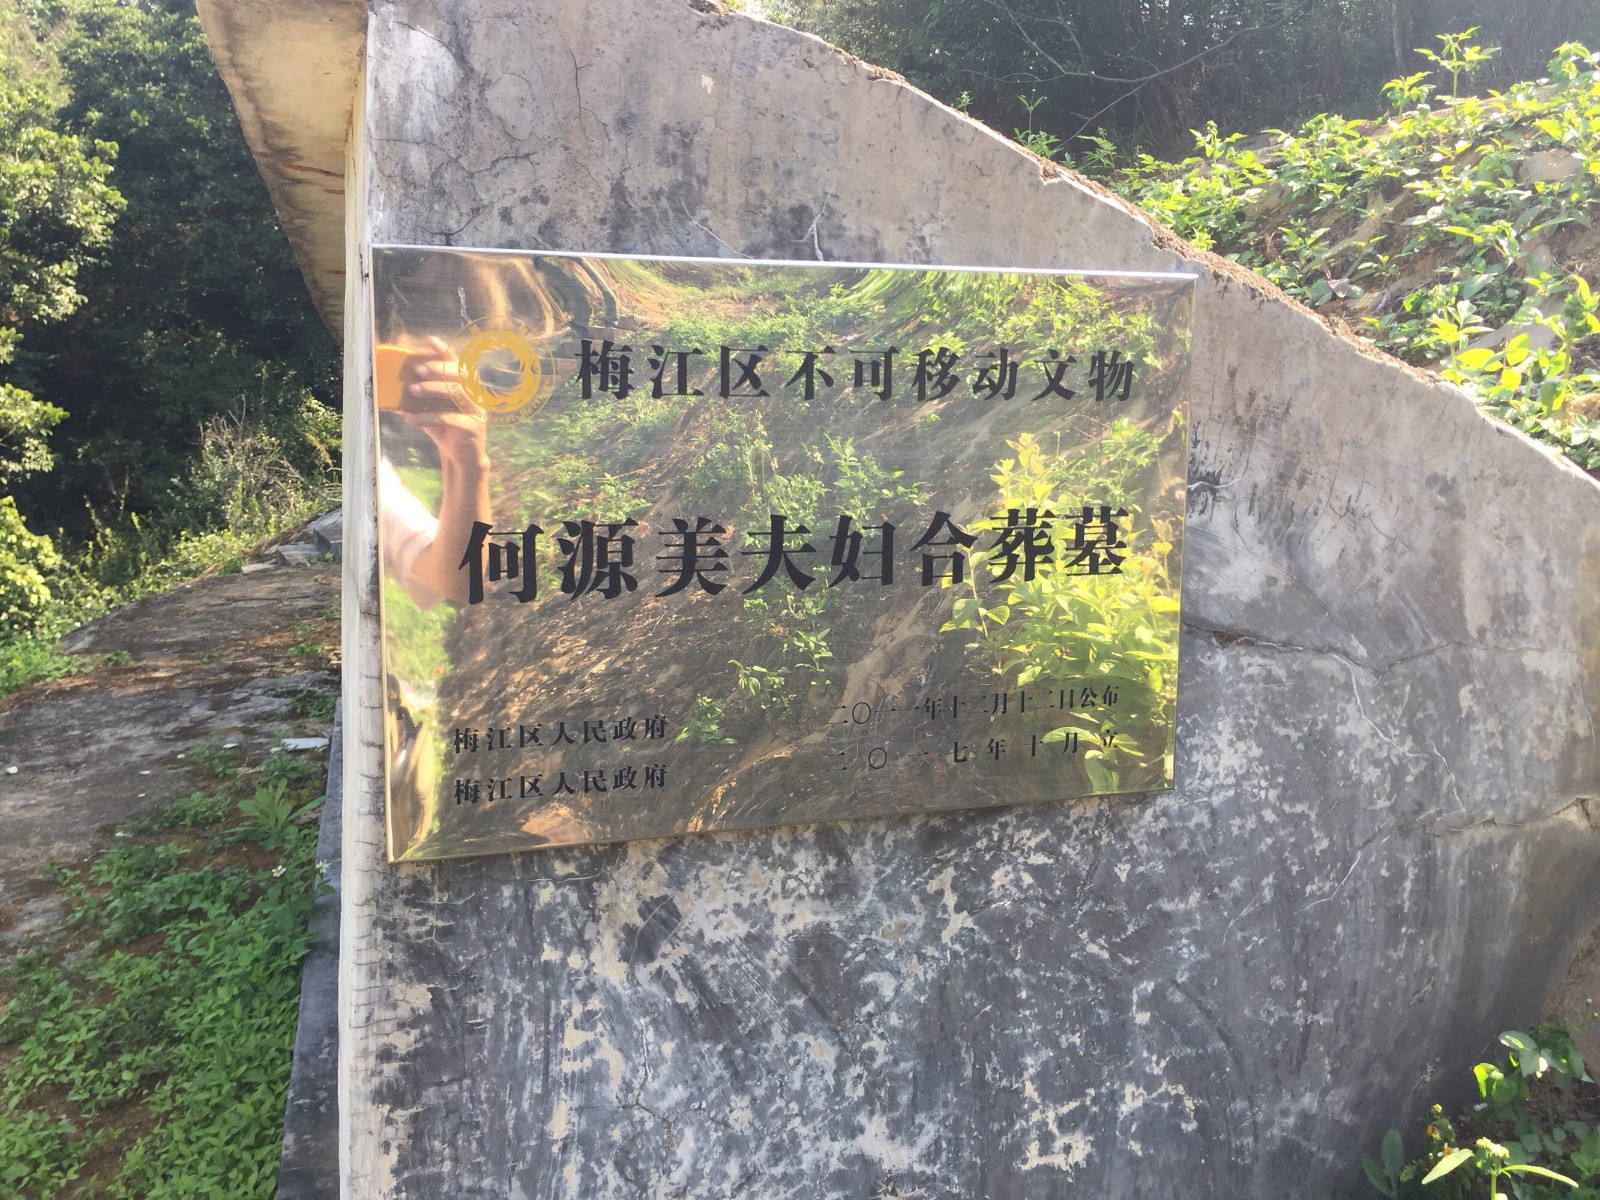 梅江区不可移动文物
何源美夫妇合葬墓
梅江区人民政府 二〇一一年十二月十二日公布
梅江区人民政府 二〇一七年十月立